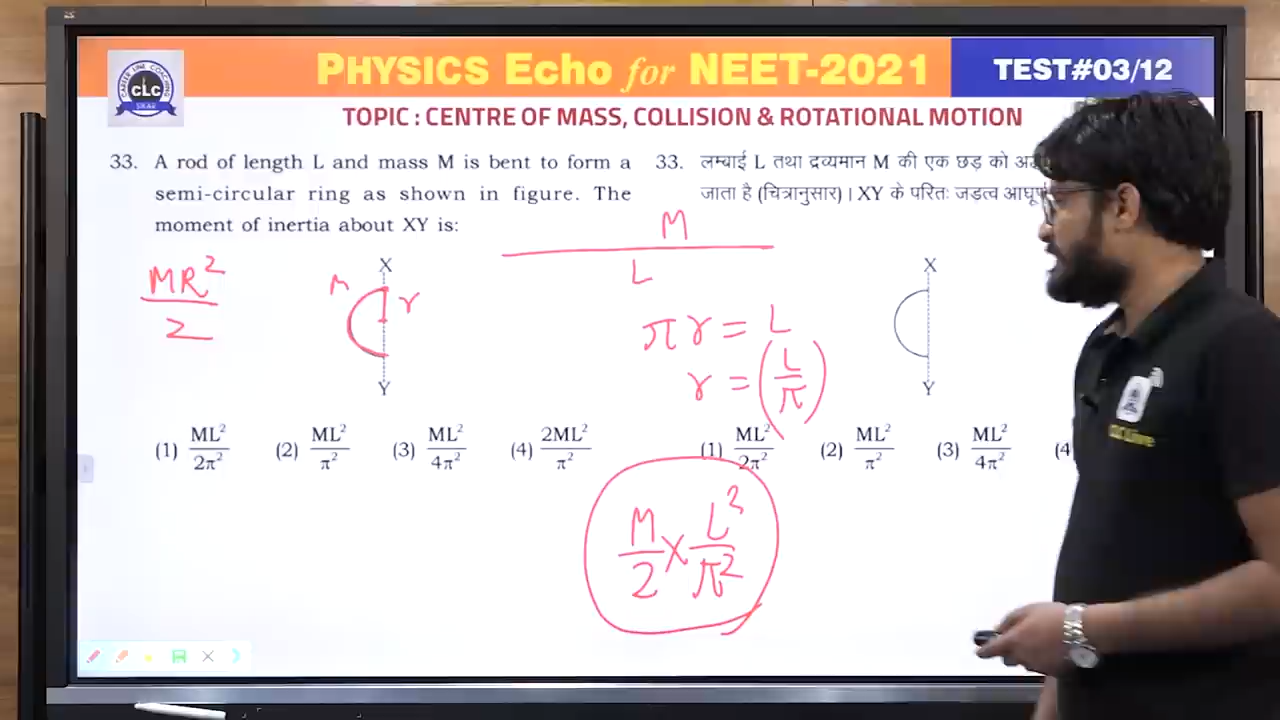 PHYSICS Echo for NEET-2021
TEST#03/12
CLC
SIKAR
TOPIC : CENTRE OF MASS, COLLISION & ROTATIONAL MOTION
33. A rod of length L and mass M is bent to form a
semi-circular ring as shown in figure. The
moment of inertia about XY is:
MR²/2
X
M
r
Y
M
L
πr = L
r = (L/π)
(1) ML²/2π² (2) ML²/π² (3) ML²/4π² (4) 2ML²/π²
M/2 × L²/π²
33. लम्बाई L तथा द्रव्यमान M की एक छड़ को
जाता है (चित्रानुसार)। XY के परितः जड़त्व आघूर्ण
X
Y
(1) ML²/2π² (2) ML²/π² (3) ML²/4π² (4